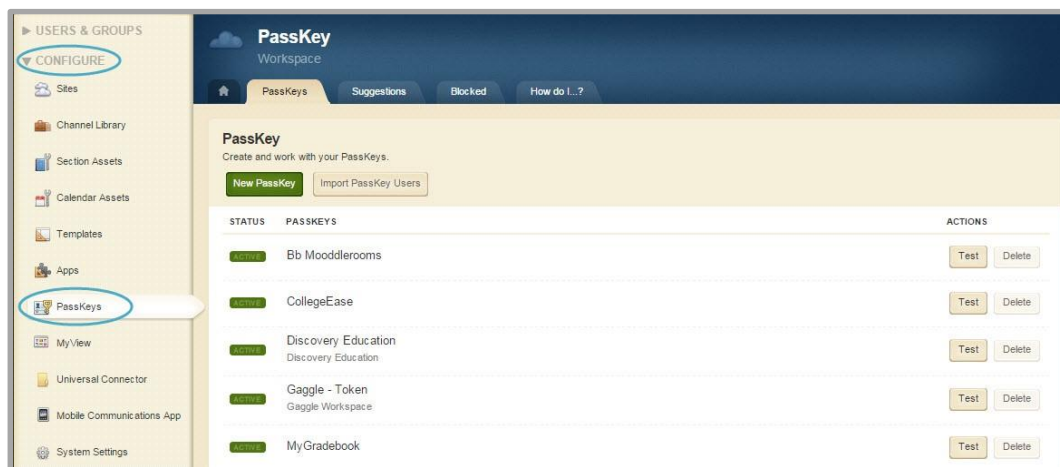 USERS & GROUPS
CONFIGURE
Sites
Channel Library
Section Assets
Calendar Assets
Templates
Apps
PassKeys
MyView
Universal Connector
Mobile Communications App
System Settings
PassKey
Workspace
PassKeys Suggestions Blocked How do I...?
PassKey
Create and work with your PassKeys.
New PassKey Import PassKey Users
STATUS PASSKEYS ACTIONS
ACTIVE Bb Mooddlerooms Test Delete
ACTIVE CollegeEase Test Delete
ACTIVE Discovery Education Test Delete
Discovery Education
ACTIVE Gaggle - Token Test Delete
Gaggle Workspace
ACTIVE MyGradebook Test Delete